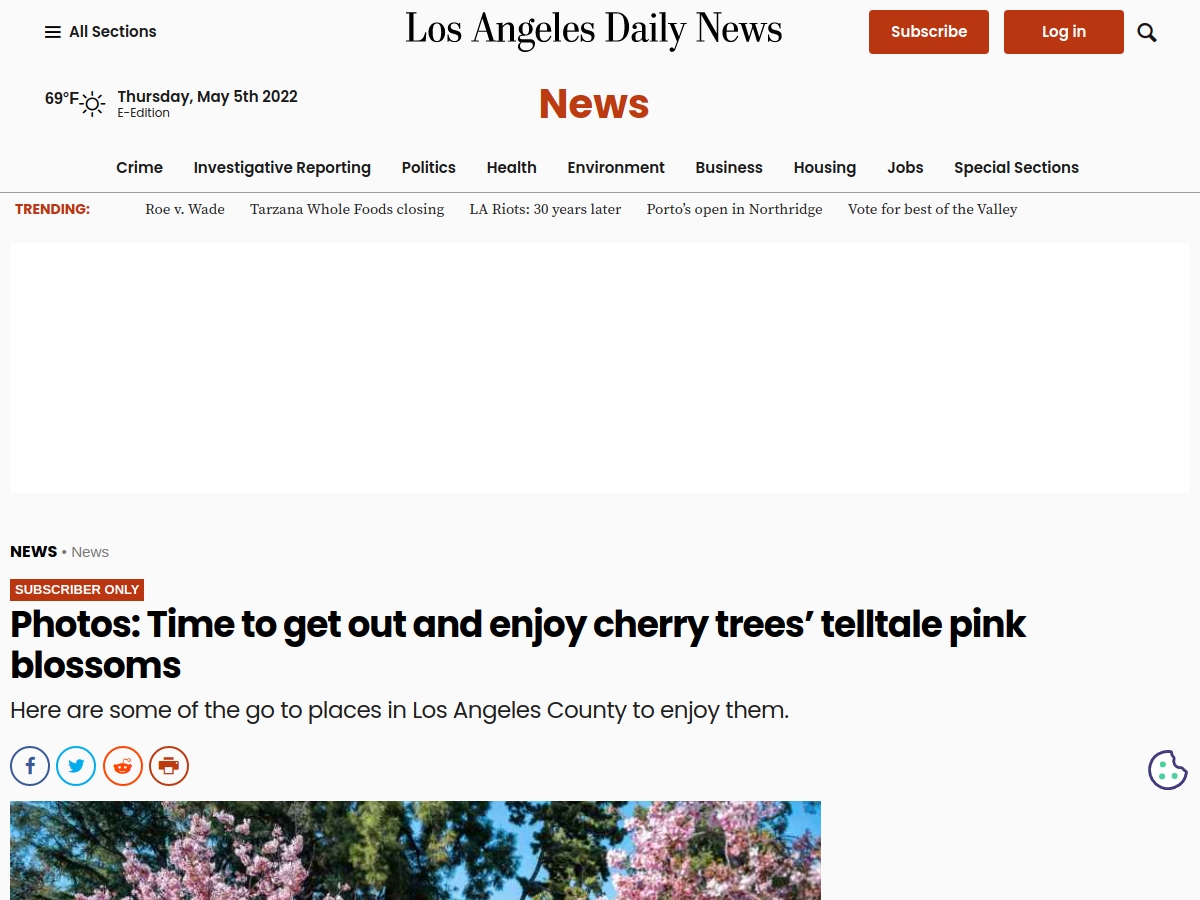 All Sections
Los Angeles Daily News
Subscribe
Log in
69°F
Thursday, May 5th 2022
E-Edition
News
Crime Investigative Reporting Politics Health Environment Business Housing Jobs Special Sections
TRENDING: Roe v. Wade Tarzana Whole Foods closing LA Riots: 30 years later Porto’s open in Northridge Vote for best of the Valley
NEWS • News
SUBSCRIBER ONLY
Photos: Time to get out and enjoy cherry trees’ telltale pink
blossoms
Here are some of the go to places in Los Angeles County to enjoy them.